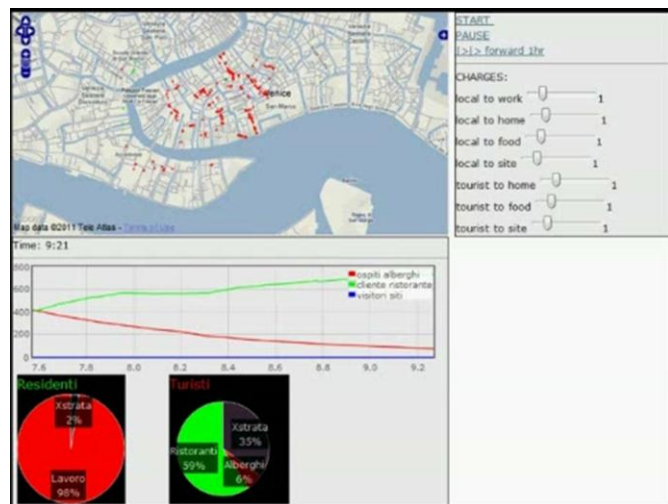 START
PAUSE
|>|> forward 1hr
CHARGES:
local to work 1
local to home 1
local to food 1
local to site 1
tourist to home 1
tourist to food 1
tourist to site 1
Venice
San Marco
Map data ©2011 Tele Atlas - Terms of Use
Time: 9:21
ospiti alberghi
cliente ristorante
visitori siti
800
600
400
200
0
7.6 7.8 8.0 8.2 8.4 8.6 8.8 9.0 9.2
Residenti
Xstrata
2%
Lavoro
98%
Turisti
Xstrata
35%
Ristoranti
59%
Alberghi
6%